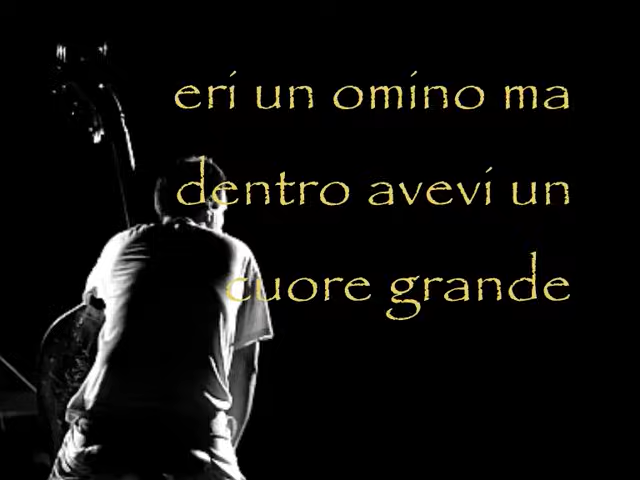 eri un omino ma
dentro avevi un
cuore grande